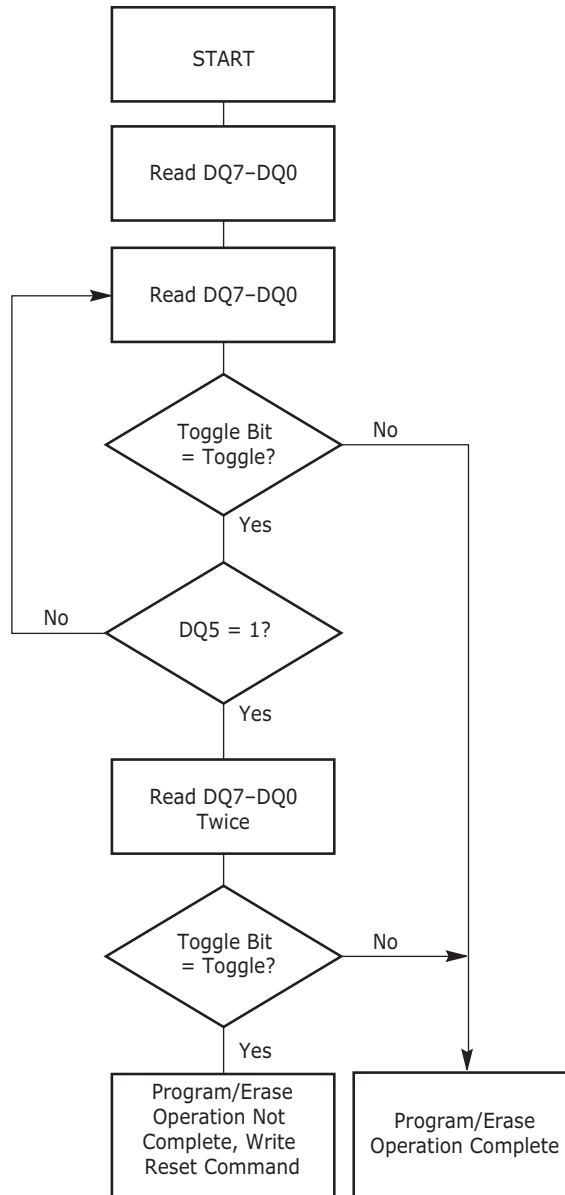 START
Read DQ7–DQ0
Read DQ7–DQ0
Toggle Bit
= Toggle?
No
Yes
No
DQ5 = 1?
Yes
Read DQ7–DQ0
Twice
Toggle Bit
= Toggle?
No
Yes
Program/Erase
Operation Not
Complete, Write
Reset Command
Program/Erase
Operation Complete